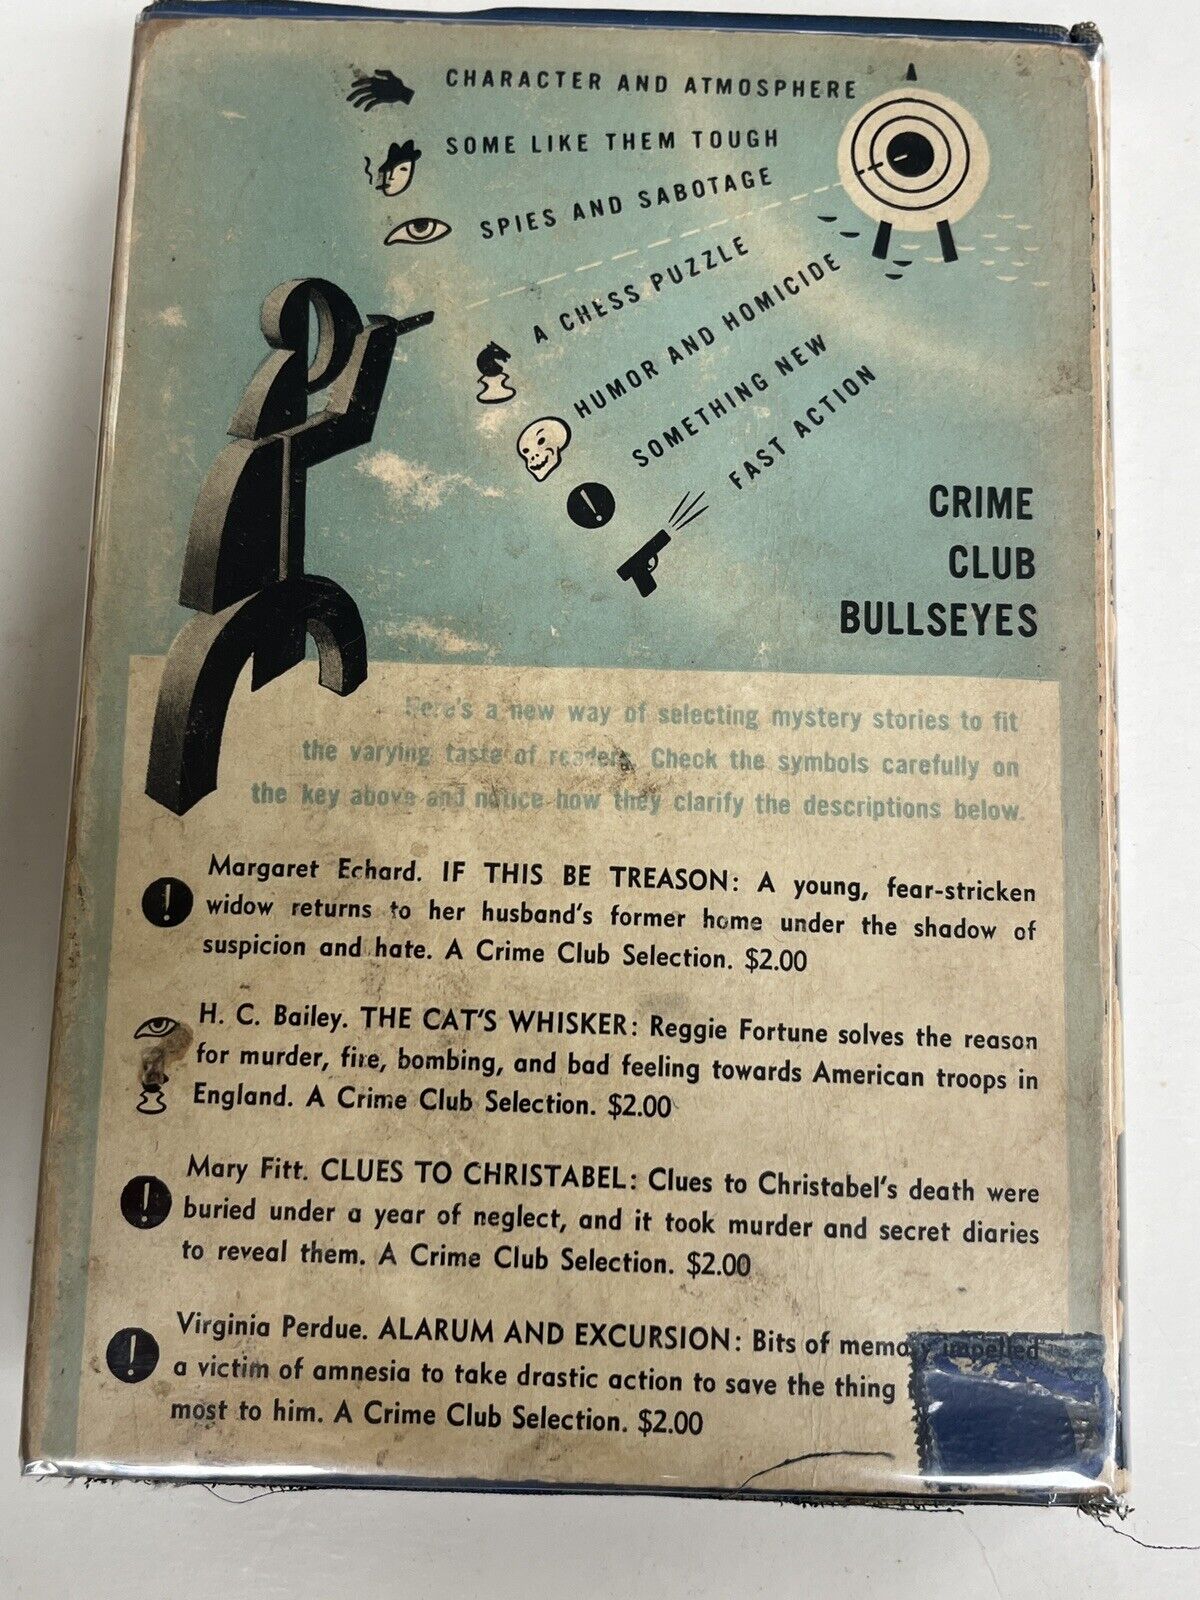 CHARACTER AND ATMOSPHERE
SOME LIKE THEM TOUGH
SPIES AND SABOTAGE
A CHESS PUZZLE
HUMOR AND HOMICIDE
SOMETHING NEW
FAST ACTION
CRIME
CLUB
BULLSEYES
Here's a new way of selecting mystery stories to fit
the varying taste of readers. Check the symbols carefully on
the key above and notice how they clarify the descriptions below.
Margaret Echard. IF THIS BE TREASON: A young, fear-stricken
widow returns to her husband's former home under the shadow of
suspicion and hate. A Crime Club Selection. $2.00
H. C. Bailey. THE CAT'S WHISKER: Reggie Fortune solves the reason
for murder, fire, bombing, and bad feeling towards American troops in
England. A Crime Club Selection. $2.00
Mary Fitt. CLUES TO CHRISTABEL: Clues to Christabel's death were
buried under a year of neglect, and it took murder and secret diaries
to reveal them. A Crime Club Selection. $2.00
Virginia Perdue. ALARUM AND EXCURSION: Bits of memory impelled
a victim of amnesia to take drastic action to save the thing
most to him. A Crime Club Selection. $2.00